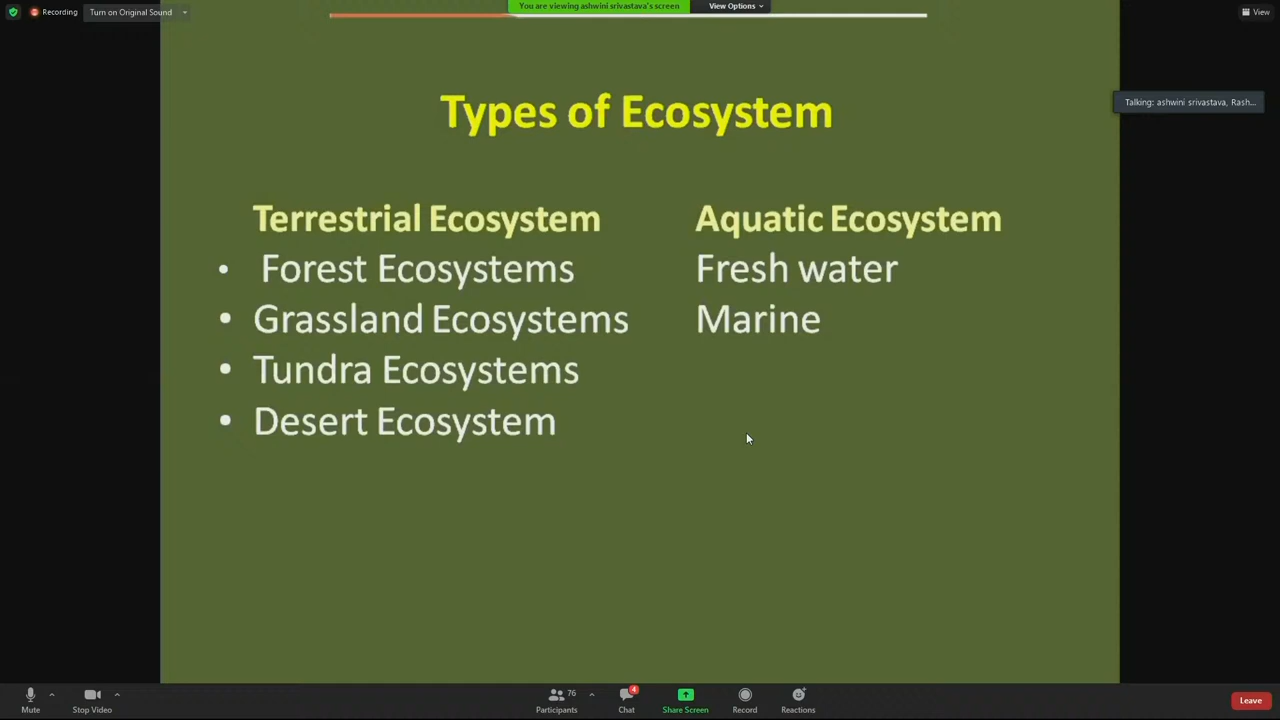 Recording
Turn on Original Sound
You are viewing ashwini srivastava's screen
View Options
View
Talking: ashwini srivastava, Rash...
Types of Ecosystem
Terrestrial Ecosystem
• Forest Ecosystems
• Grassland Ecosystems
• Tundra Ecosystems
• Desert Ecosystem
Aquatic Ecosystem
Fresh water
Marine
Mute
Stop Video
76
Participants
4
Chat
Share Screen
Record
Reactions
Leave